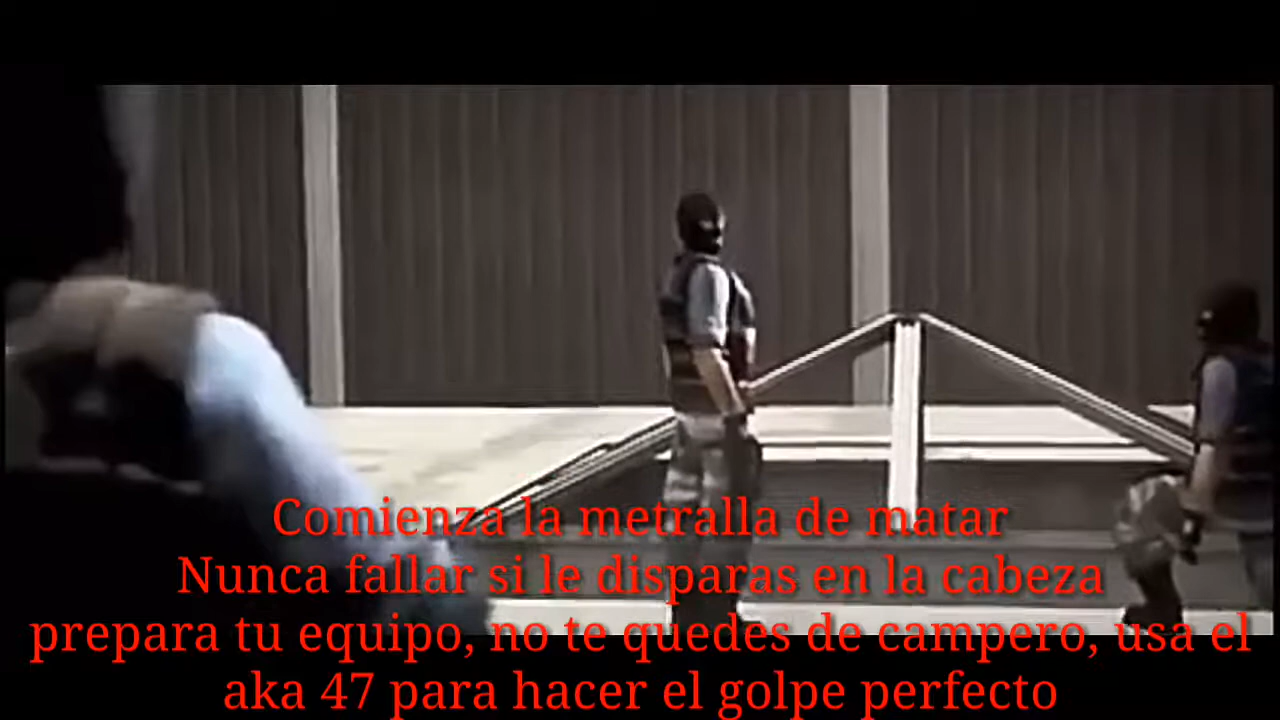 Comienza la metralla de matar
Nunca fallar si le disparas en la cabeza
prepara tu equipo, no te quedes de campero, usa el
aka 47 para hacer el golpe perfecto